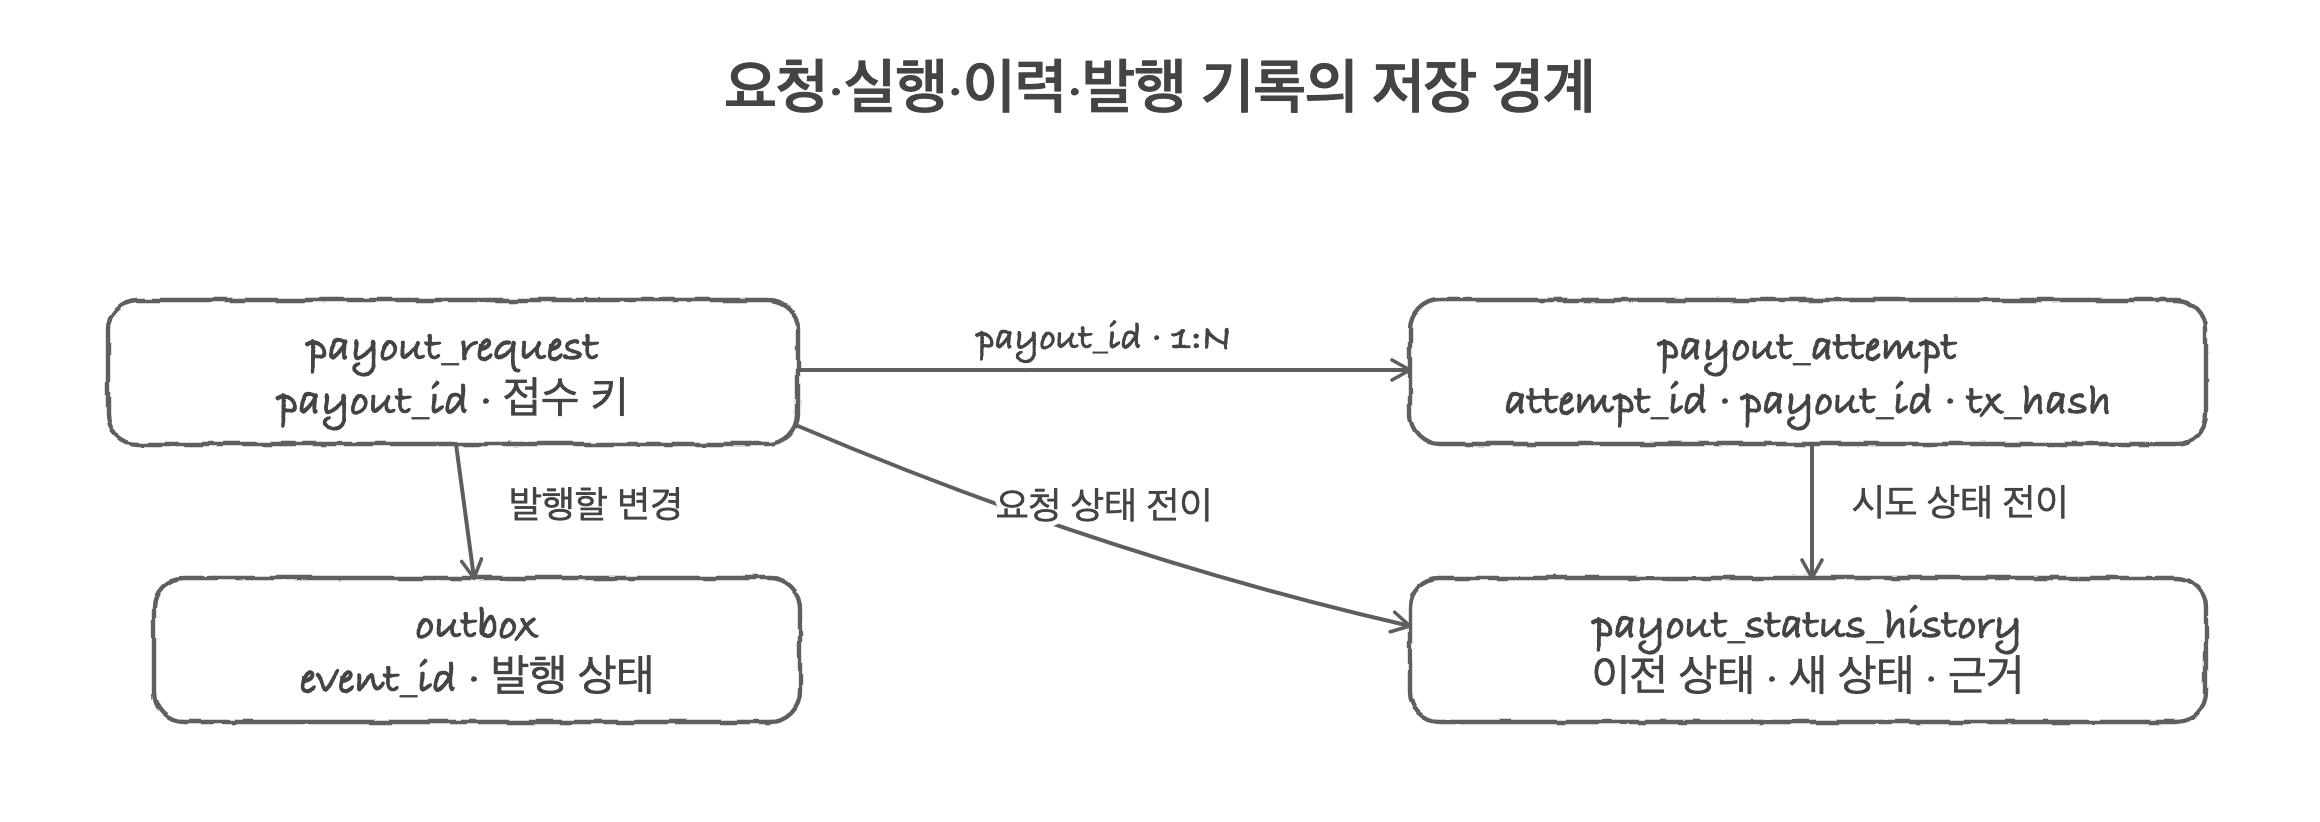 요청·실행·이력·발행 기록의 저장 경계
payout_request
payout_id · 접수 키
payout_id · 1:N
payout_attempt
attempt_id · payout_id · tx_hash
발행할 변경
요청 상태 전이
시도 상태 전이
outbox
event_id · 발행 상태
payout_status_history
이전 상태 · 새 상태 · 근거